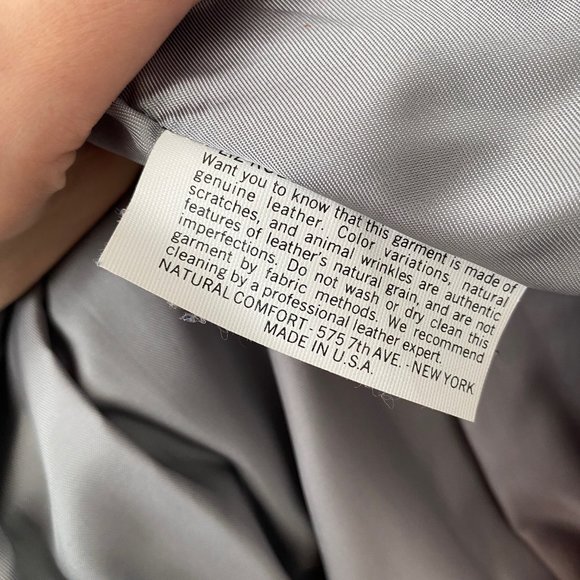 Want you to know that this garment is made of
genuine leather. Color variations, natural
scratches, and animal wrinkles are authentic
features of leather's natural grain, and are not
imperfections. Do not wash or dry clean this
garment by fabric methods. We recommend
cleaning by a professional leather expert.
NATURAL COMFORT - 575 7th AVE. - NEW YORK
MADE IN U.S.A.